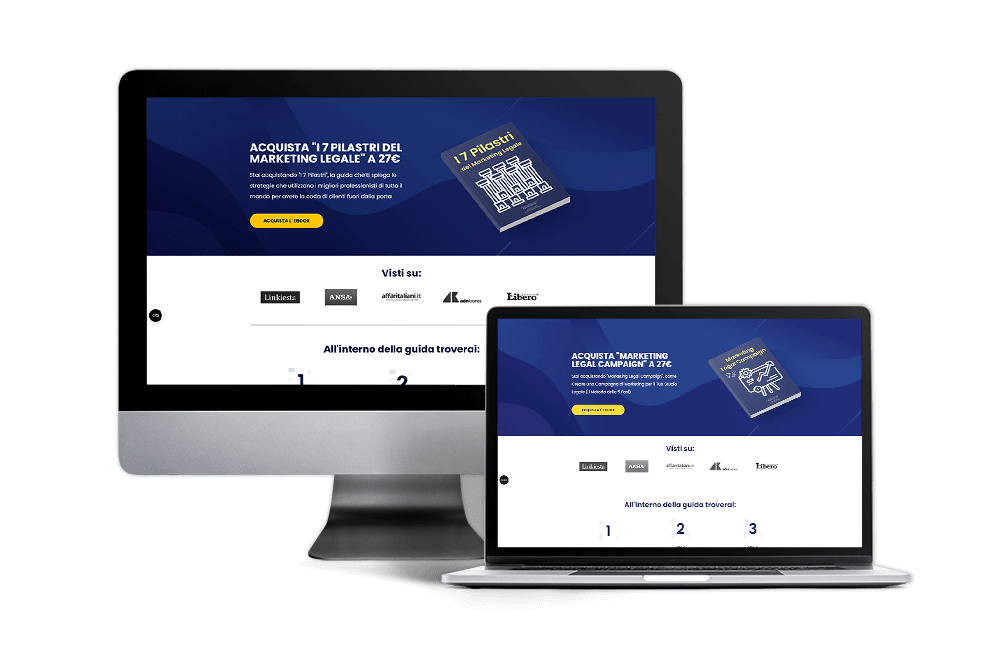 ACQUISTA "I 7 PILASTRI DEL
MARKETING LEGALE" A 27€
Stai acquistando "I 7 Pilastri", la guida che ti spiega le
strategie che utilizzano i migliori professionisti di tutto il
mondo per avere la coda di clienti fuori dalla porta
ACQUISTA L' EBOOK
I 7 Pilastri
del Marketing Legale
Visti su:
Linkiesta
ANSA
affaritaliani.it
adnkronos
Libero
All'interno della guida troverai:
1
2
ACQUISTA "MARKETING
LEGAL CAMPAIGN" A 27€
Stai acquistando "Marketing Legal Campaign", come
Creare una Campagna di Marketing per il Tuo Studio
Legale (Il Metodo delle 5 Fasi)
ACQUISTA L' EBOOK
Marketing
Legal Campaign
Visti su:
Linkiesta
ANSA
affaritaliani.it
Libero
All'interno della guida troverai:
1
2
3